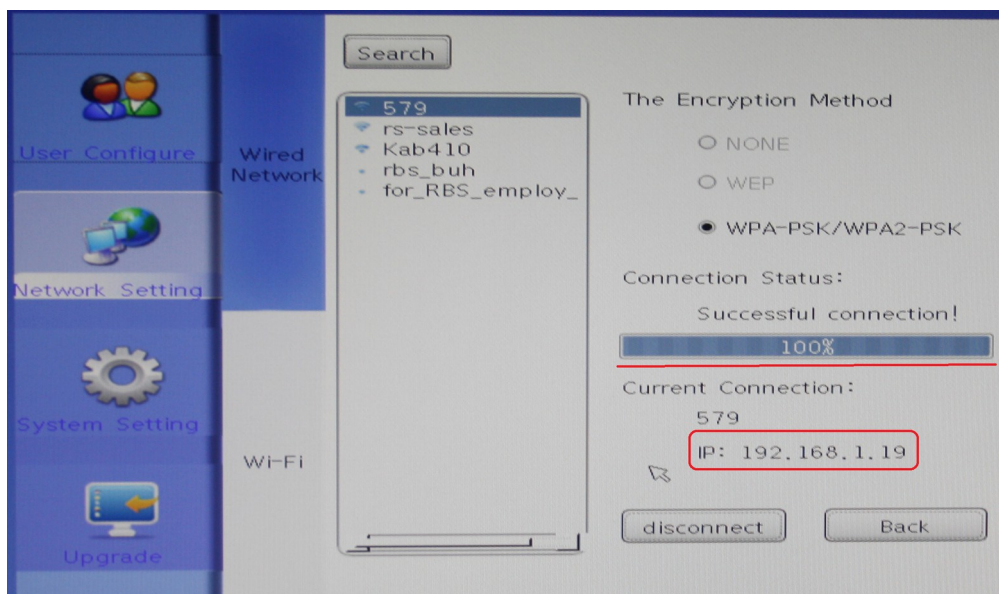 User Configure
Network Setting
System Setting
Upgrade
Wired
Network
Wi-Fi
Search
579
rs-sales
Kab410
rbs_buh
for_RBS_employ_
The Encryption Method
NONE
WEP
WPA-PSK/WPA2-PSK
Connection Status:
Successful connection!
100%
Current Connection:
579
IP: 192.168.1.19
disconnect
Back